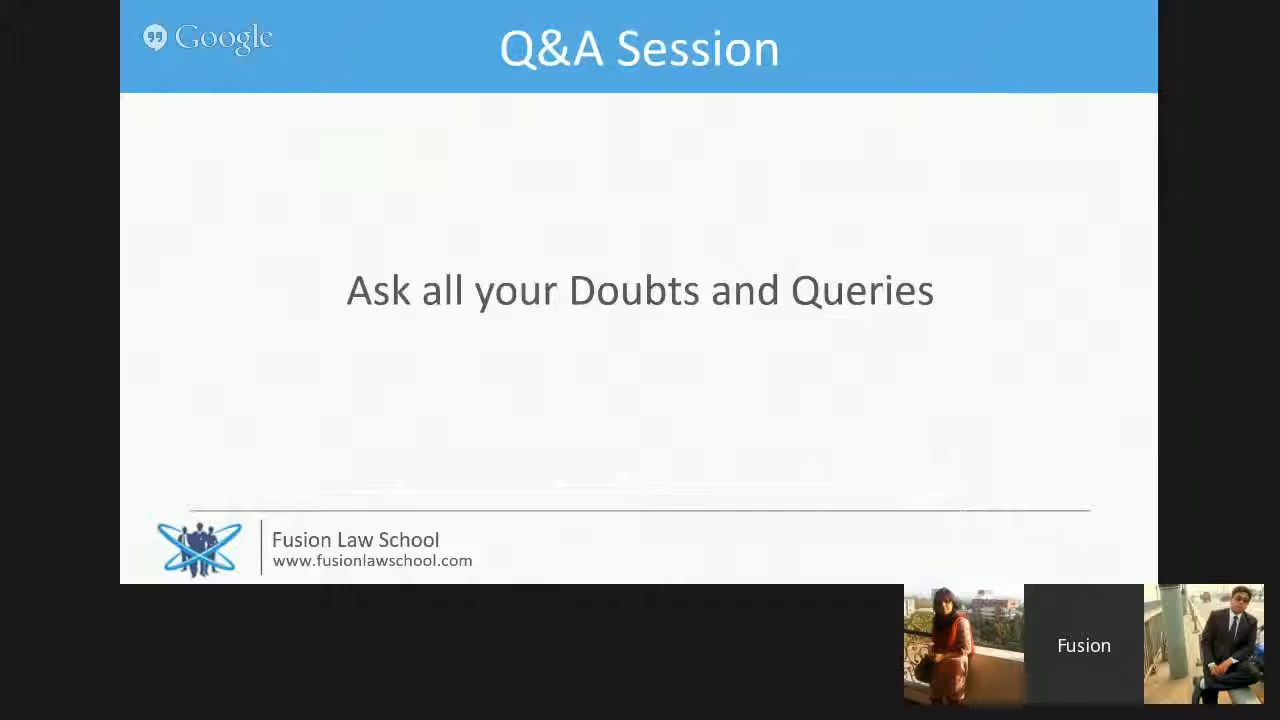 Google
Q&A Session
Ask all your Doubts and Queries
Fusion Law School
www.fusionlawschool.com
Fusion